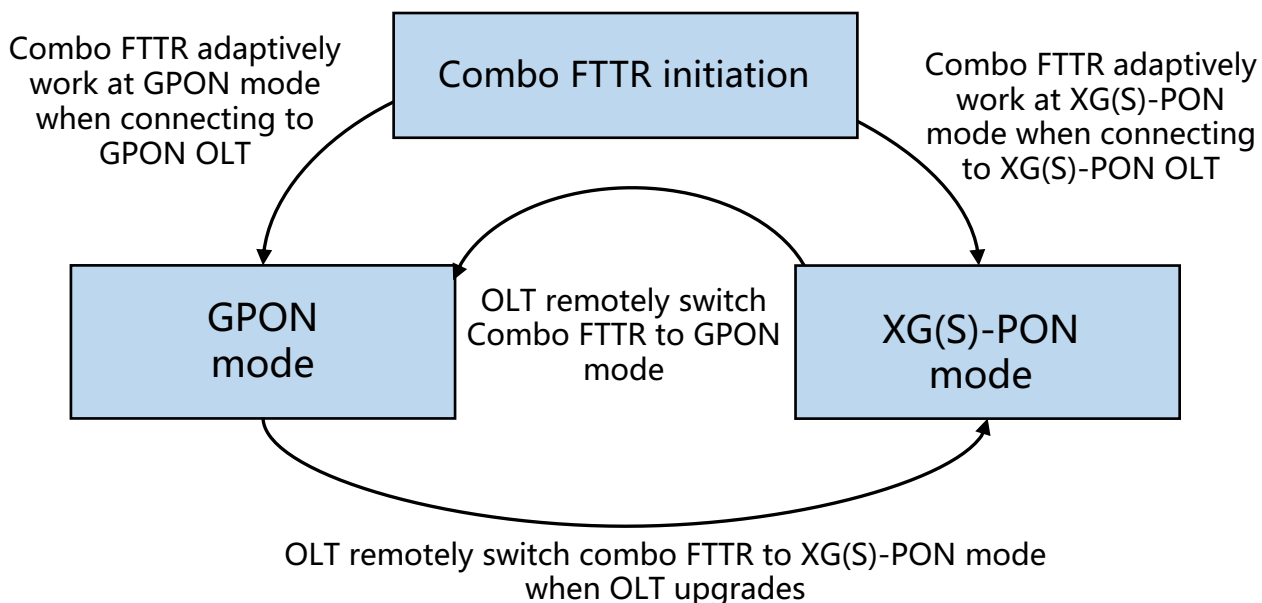 Combo FTTR adaptively
work at GPON mode
when connecting to
GPON OLT
Combo FTTR initiation
Combo FTTR adaptively
work at XG(S)-PON
mode when connecting
to XG(S)-PON OLT
GPON
mode
OLT remotely switch
Combo FTTR to GPON
mode
XG(S)-PON
mode
OLT remotely switch combo FTTR to XG(S)-PON mode
when OLT upgrades